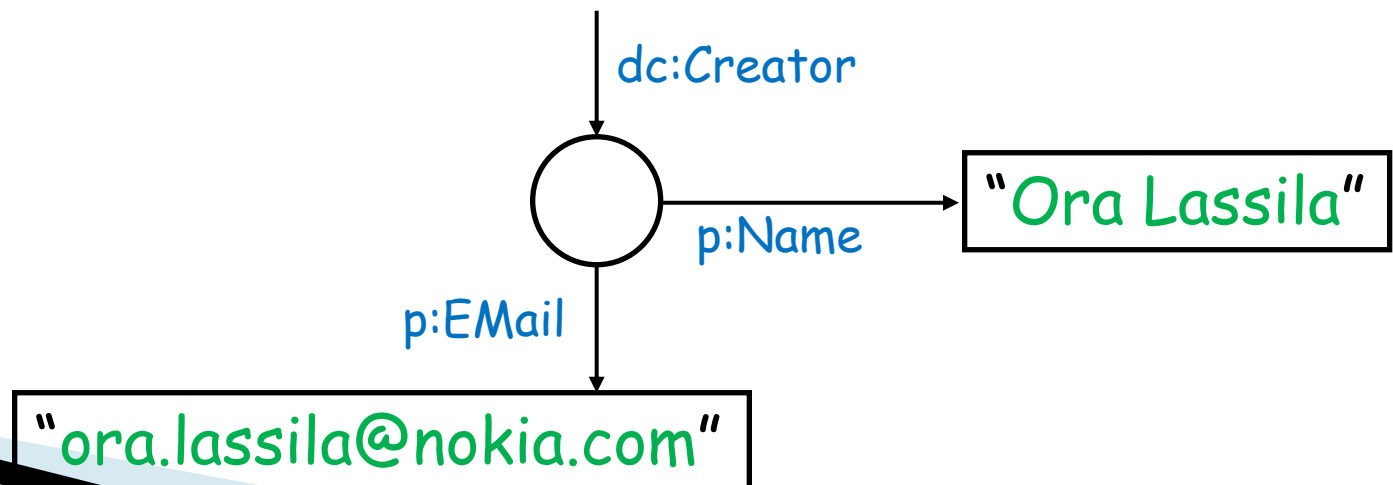 dc:Creator
"Ora Lassila"
p:Name
p:EMail
"ora.lassila@nokia.com"